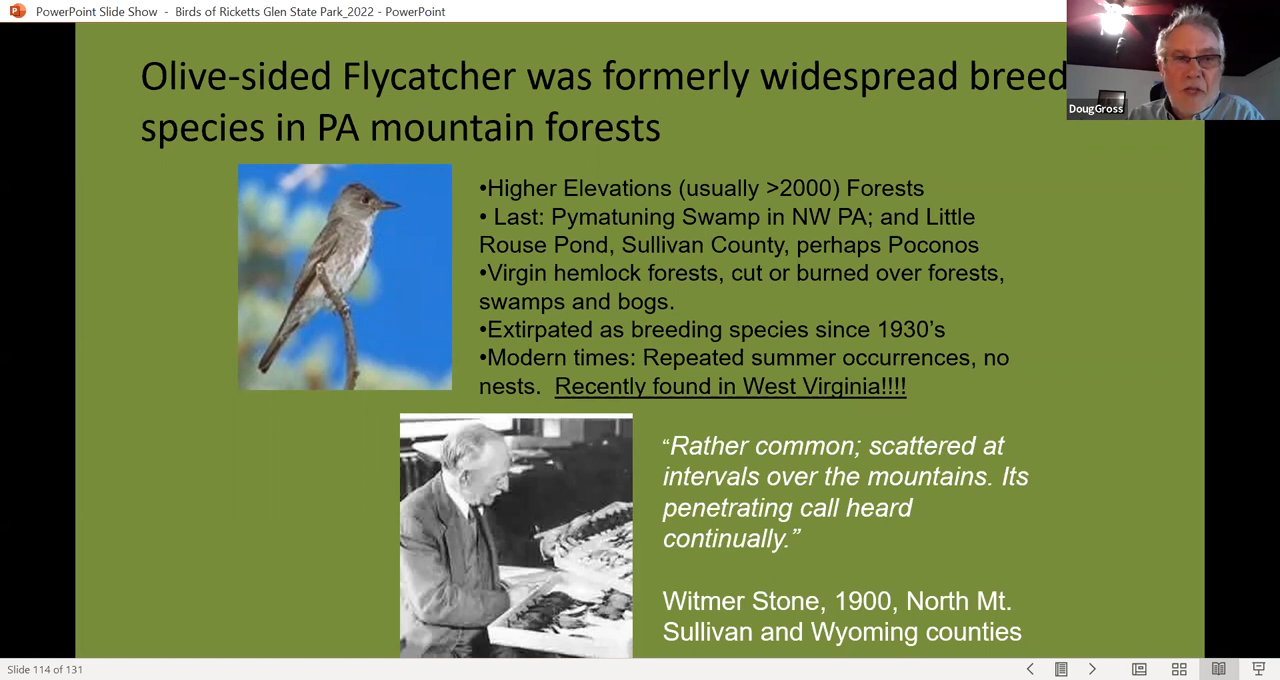 PowerPoint Slide Show - Birds of Ricketts Glen State Park_2022 - PowerPoint
Olive-sided Flycatcher was formerly widespread breed
species in PA mountain forests
DougGross
•Higher Elevations (usually >2000) Forests
• Last: Pymatuning Swamp in NW PA; and Little
Rouse Pond, Sullivan County, perhaps Poconos
•Virgin hemlock forests, cut or burned over forests,
swamps and bogs.
•Extirpated as breeding species since 1930’s
•Modern times: Repeated summer occurrences, no
nests. Recently found in West Virginia!!!!
“Rather common; scattered at
intervals over the mountains. Its
penetrating call heard
continually.”
Witmer Stone, 1900, North Mt.
Sullivan and Wyoming counties
Slide 114 of 131